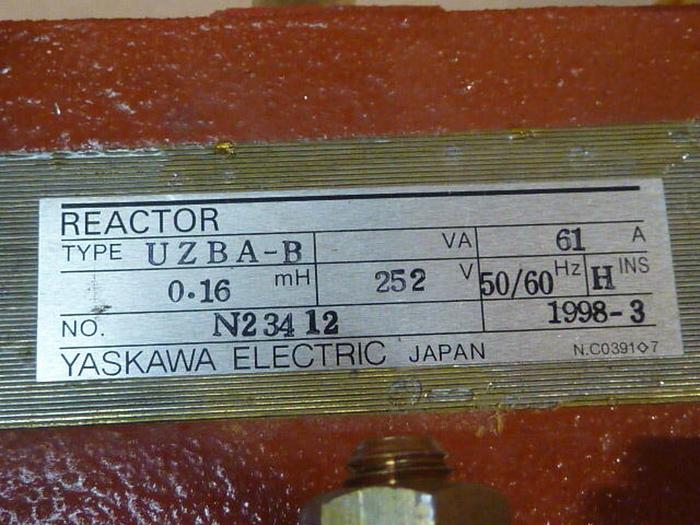 REACTOR
TYPE UZBA-B VA 61 A
0.16 mH 252 V 50/60 Hz H INS
NO. N23412 1998-3
YASKAWA ELECTRIC JAPAN N.C0391◇7